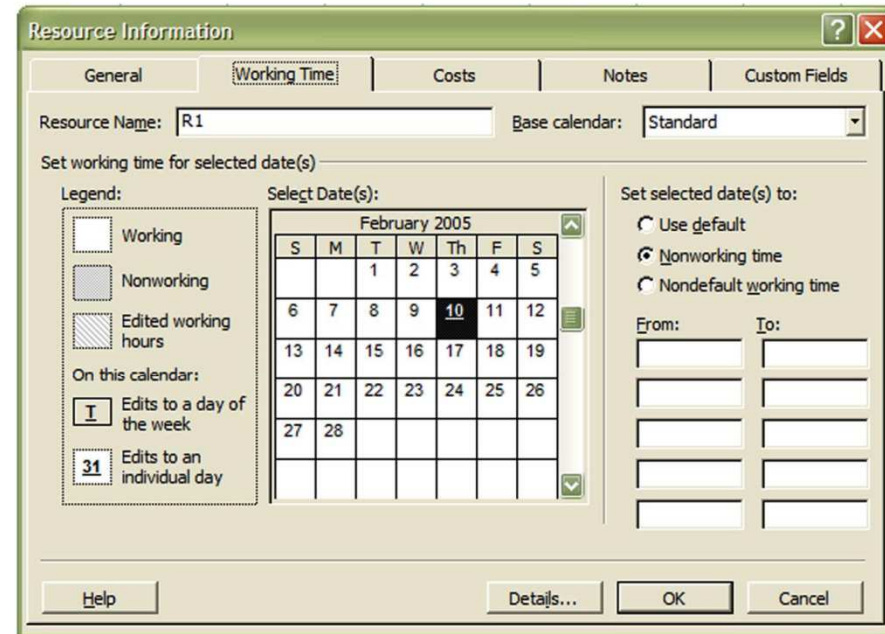 Resource Information
General Working Time Costs Notes Custom Fields
Resource Name: R1 Base calendar: Standard
Set working time for selected date(s)
Legend:
Working
Nonworking
Edited working
hours
On this calendar:
T Edits to a day of
the week
31 Edits to an
individual day
Select Date(s):
February 2005
S M T W Th F S
1 2 3 4 5
6 7 8 9 10 11 12
13 14 15 16 17 18 19
20 21 22 23 24 25 26
27 28
Set selected date(s) to:
Use default
Nonworking time
Nondefault working time
From: To:
Help Details... OK Cancel